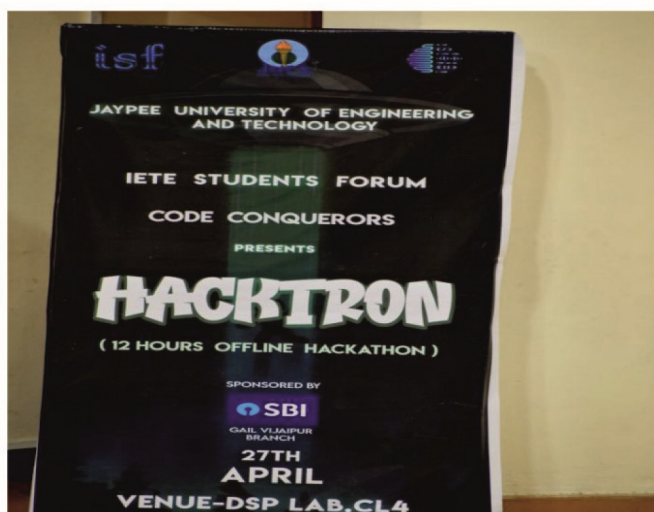 isf
JAYPEE UNIVERSITY OF ENGINEERING
AND TECHNOLOGY
IETE STUDENTS FORUM
CODE CONQUERORS
PRESENTS
HACKTRON
( 12 HOURS OFFLINE HACKATHON )
SPONSORED BY
SBI
GAIL VIJAIPUR
BRANCH
27TH
APRIL
VENUE-DSP LAB,CL4